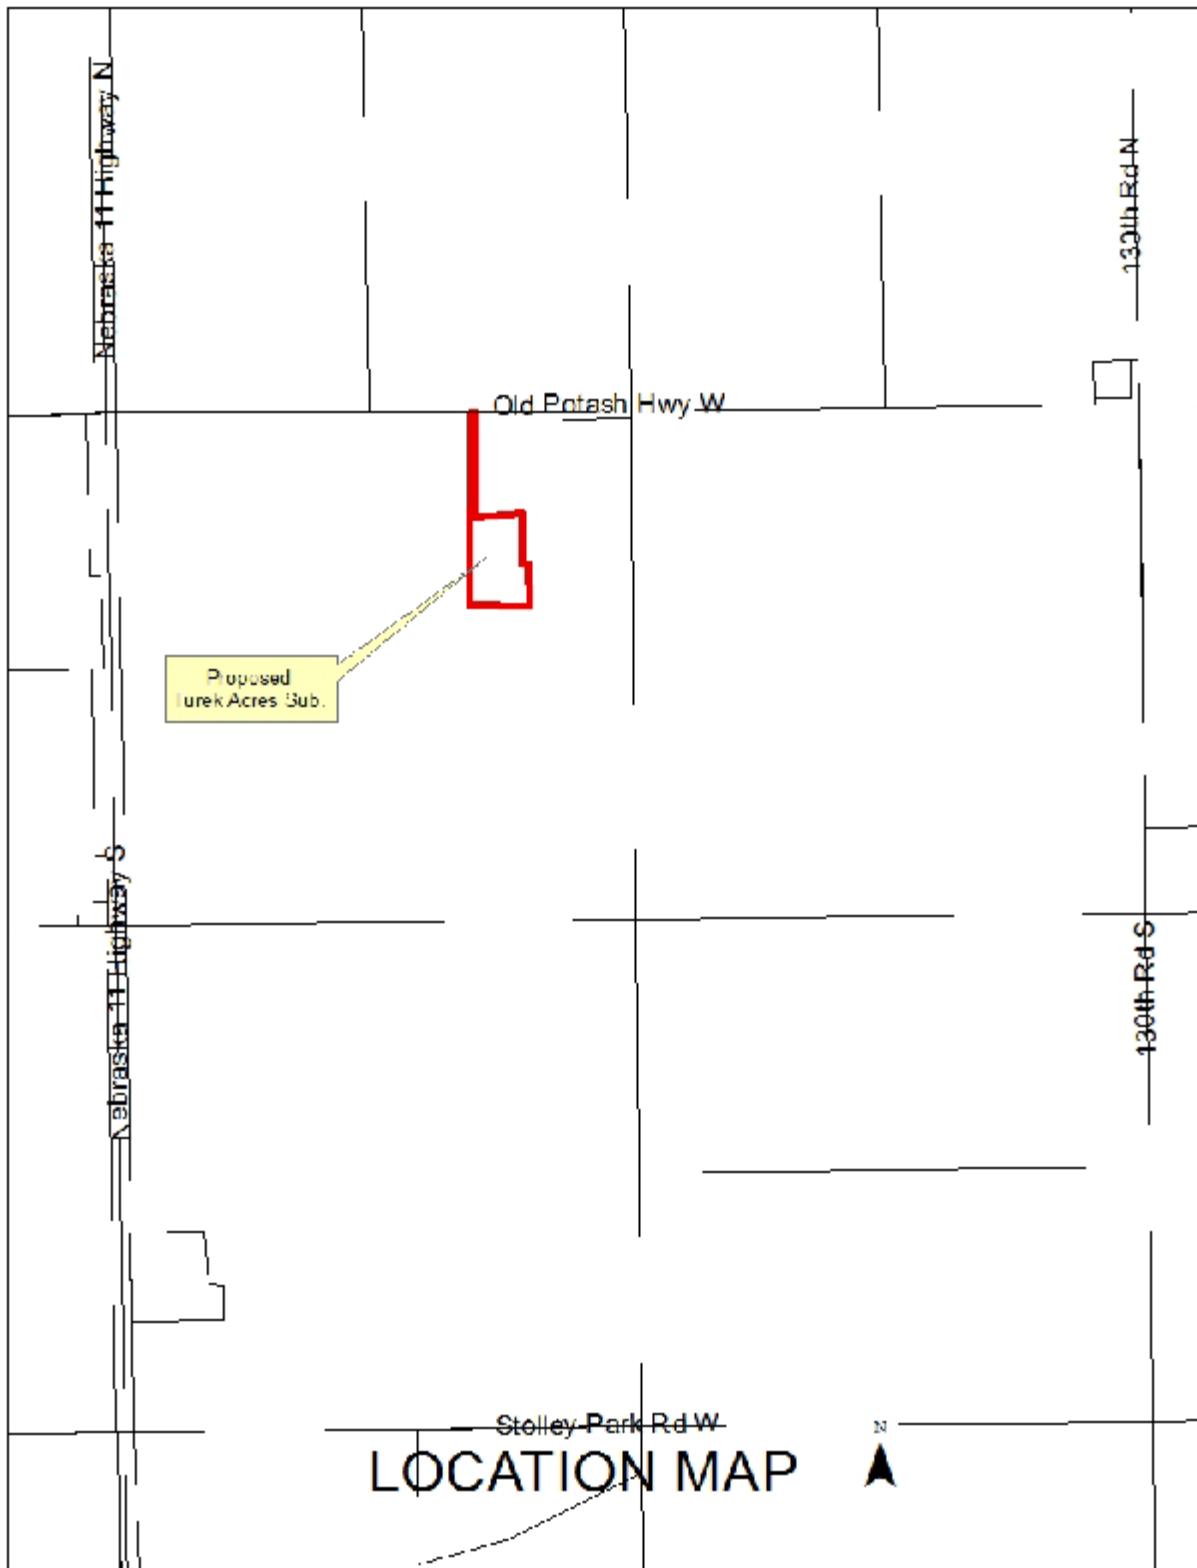 Nebraska 11 Highway N
130th Rd N
Old Potash Hwy W
Proposed
Turek Acres Sub.
Nebraska 11 Highway S
130th Rd S
Stolley Park Rd W
N
LOCATION MAP